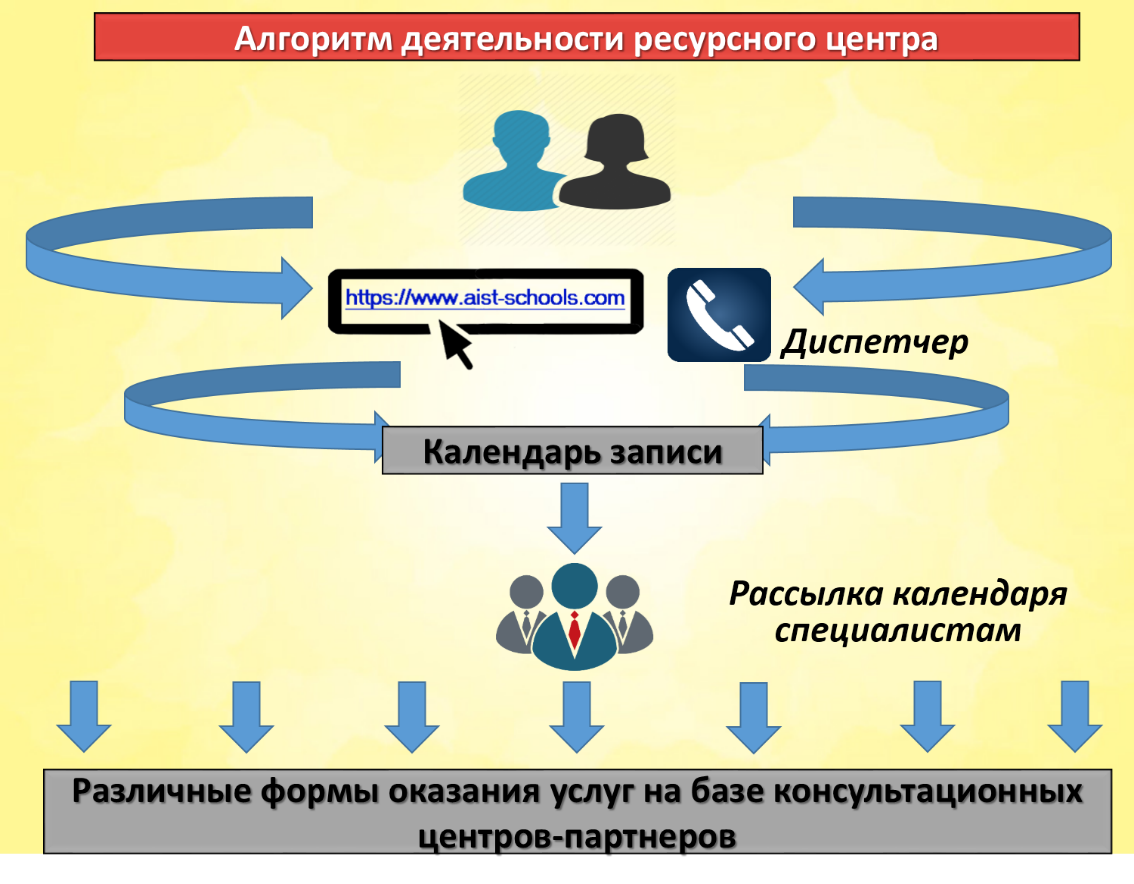 Алгоритм деятельности ресурсного центра
https://www.aist-schools.com
Диспетчер
Календарь записи
Рассылка календаря
специалистам
Различные формы оказания услуг на базе консультационных
центров-партнеров